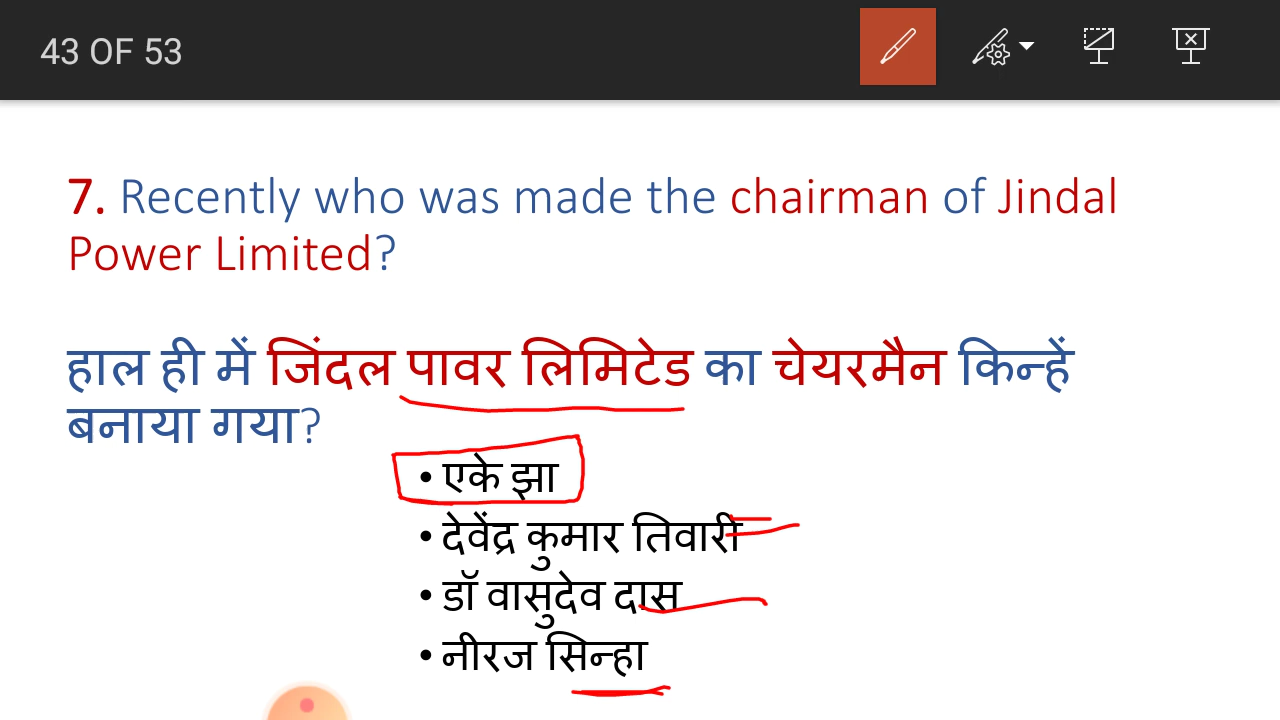 43 OF 53
7. Recently who was made the chairman of Jindal
Power Limited?
हाल ही में जिंदल पावर लिमिटेड का चेयरमैन किन्हें
बनाया गया?
• एके झा
• देवेंद्र कुमार तिवारी
• डॉ वासुदेव दास
• नीरज सिन्हा